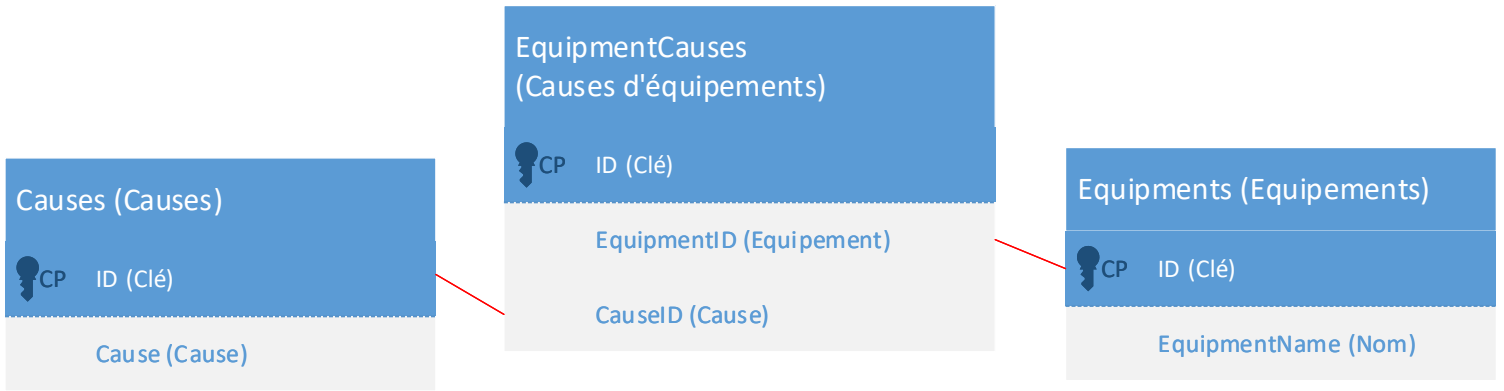 Causes (Causes)
CP ID (Clé)
Cause (Cause)
EquipmentCauses
(Causes d'équipements)
CP ID (Clé)
EquipmentID (Equipement)
CauseID (Cause)
Equipments (Equipements)
CP ID (Clé)
EquipmentName (Nom)